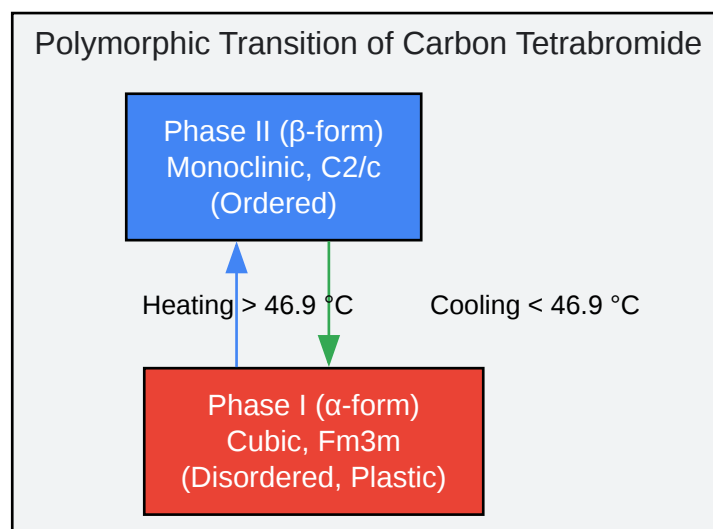 Polymorphic Transition of Carbon Tetrabromide
Phase II (β-form)
Monoclinic, C2/c
(Ordered)
Heating > 46.9 °C
Cooling < 46.9 °C
Phase I (α-form)
Cubic, Fm3m
(Disordered, Plastic)